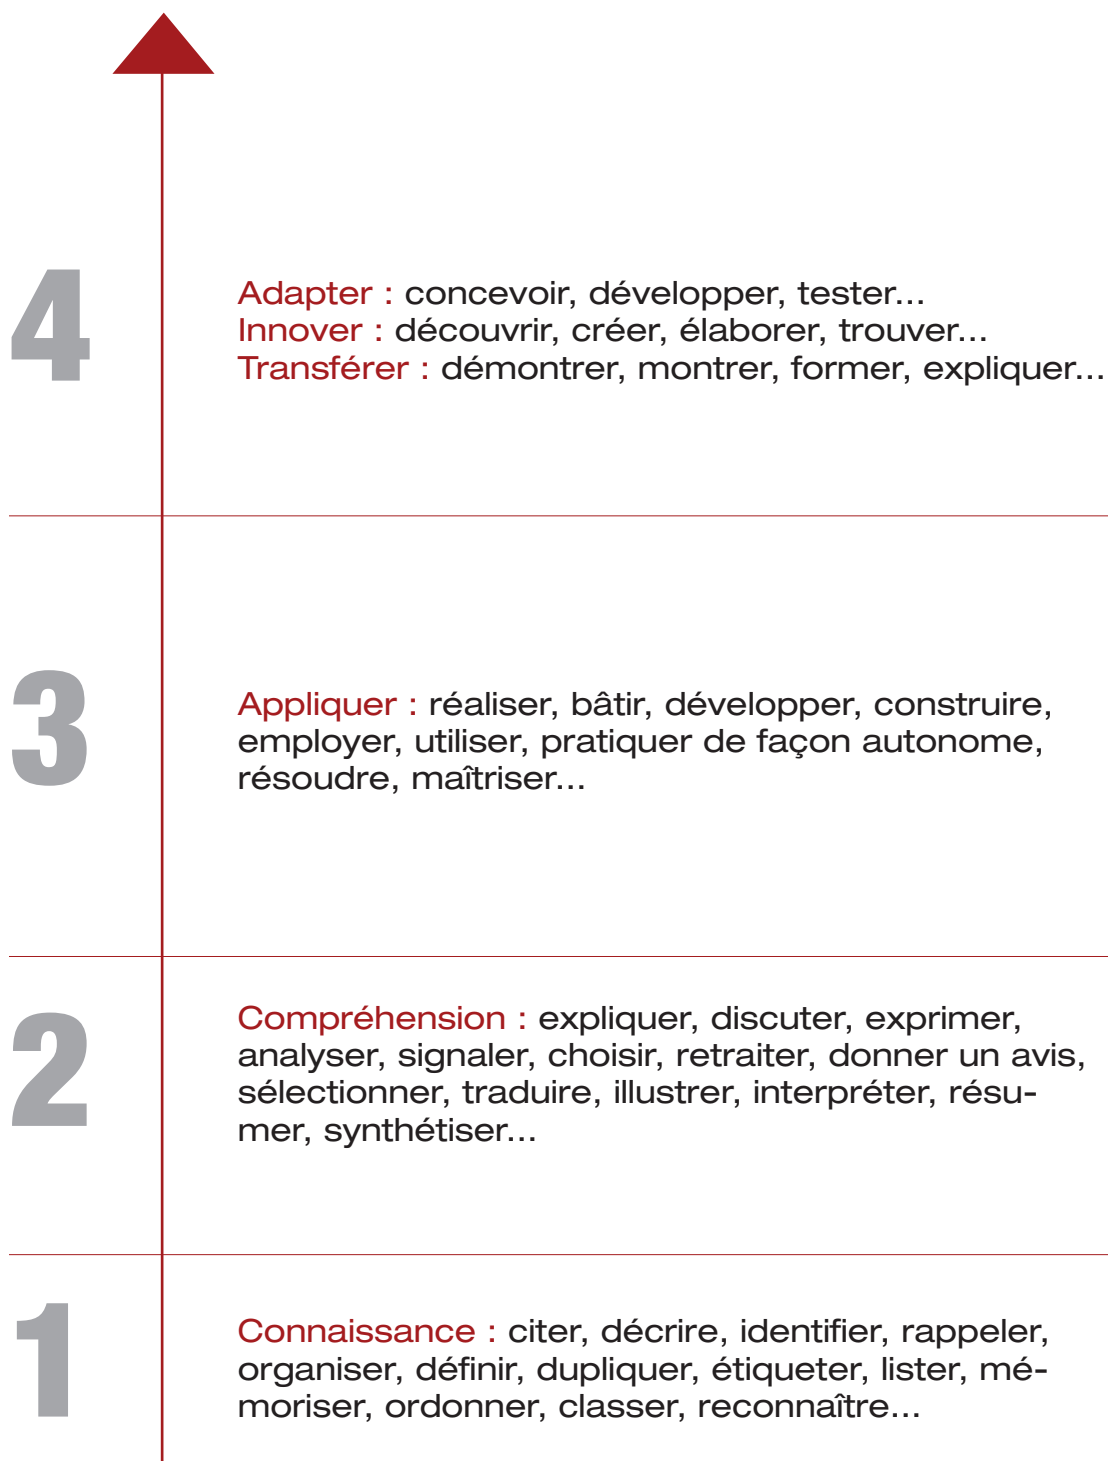 4
Adapter : concevoir, développer, tester...
Innover : découvrir, créer, élaborer, trouver...
Transférer : démontrer, montrer, former, expliquer...
3
Appliquer : réaliser, bâtir, développer, construire,
employer, utiliser, pratiquer de façon autonome,
résoudre, maîtriser...
2
Compréhension : expliquer, discuter, exprimer,
analyser, signaler, choisir, retraiter, donner un avis,
sélectionner, traduire, illustrer, interpréter, résu-
mer, synthétiser...
1
Connaissance : citer, décrire, identifier, rappeler,
organiser, définir, dupliquer, étiqueter, lister, mé-
moriser, ordonner, classer, reconnaître...